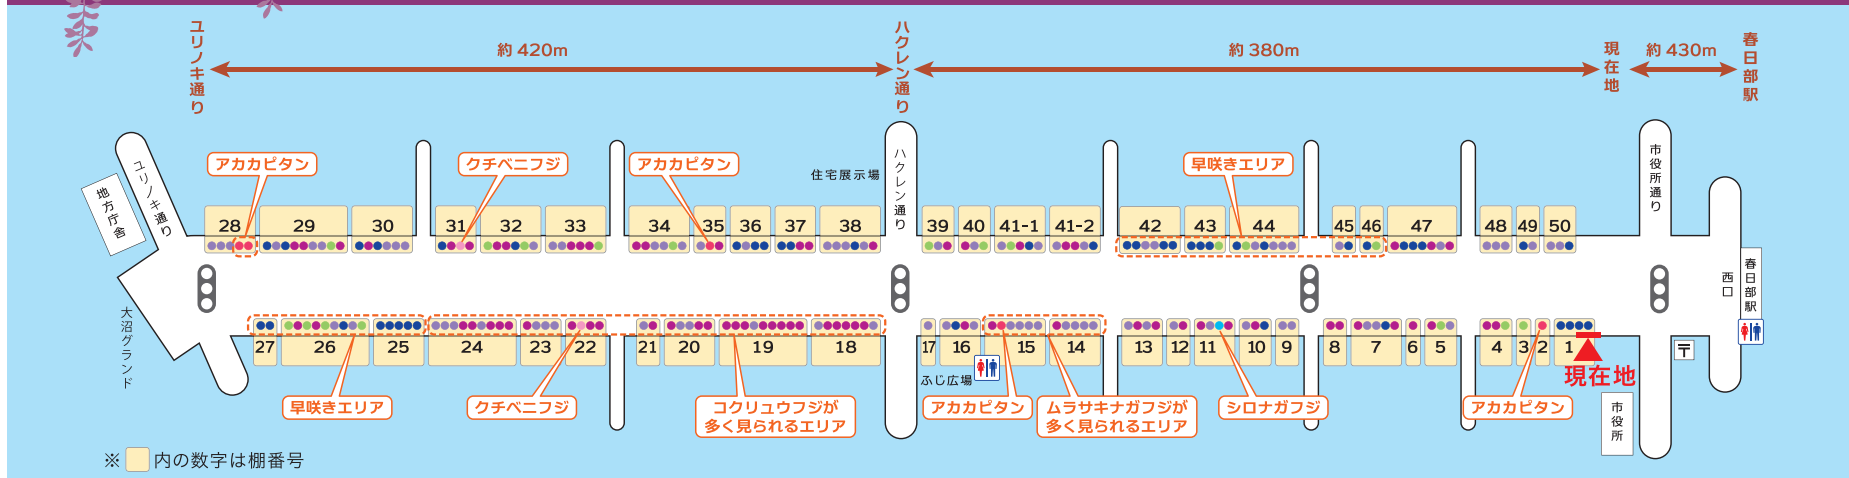 ユリノキ通り
約 420m
ハクレン通り
約 380m
現在地
約 430m
春日部駅
ユリノキ通り
地方庁舎
アカカピタン
クチベニフジ
アカカピタン
住宅展示場
ハクレン通り
早咲きエリア
市役所通り
28 29 30 31 32 33 34 35 36 37 38 39 40 41-1 41-2 42 43 44 45 46 47 48 49 50
西口
春日部駅
大沼グランド
27 26 25 24 23 22 21 20 19 18 17 16 15 14 13 12 11 10 9 8 7 6 5 4 3 2 1
〒
現在地
ふじ広場
早咲きエリア
クチベニフジ
コクリュウフジが
多く見られるエリア
アカカピタン
ムラサキナガフジが
多く見られるエリア
シロナガフジ
アカカピタン
市役所
※ 内の数字は棚番号